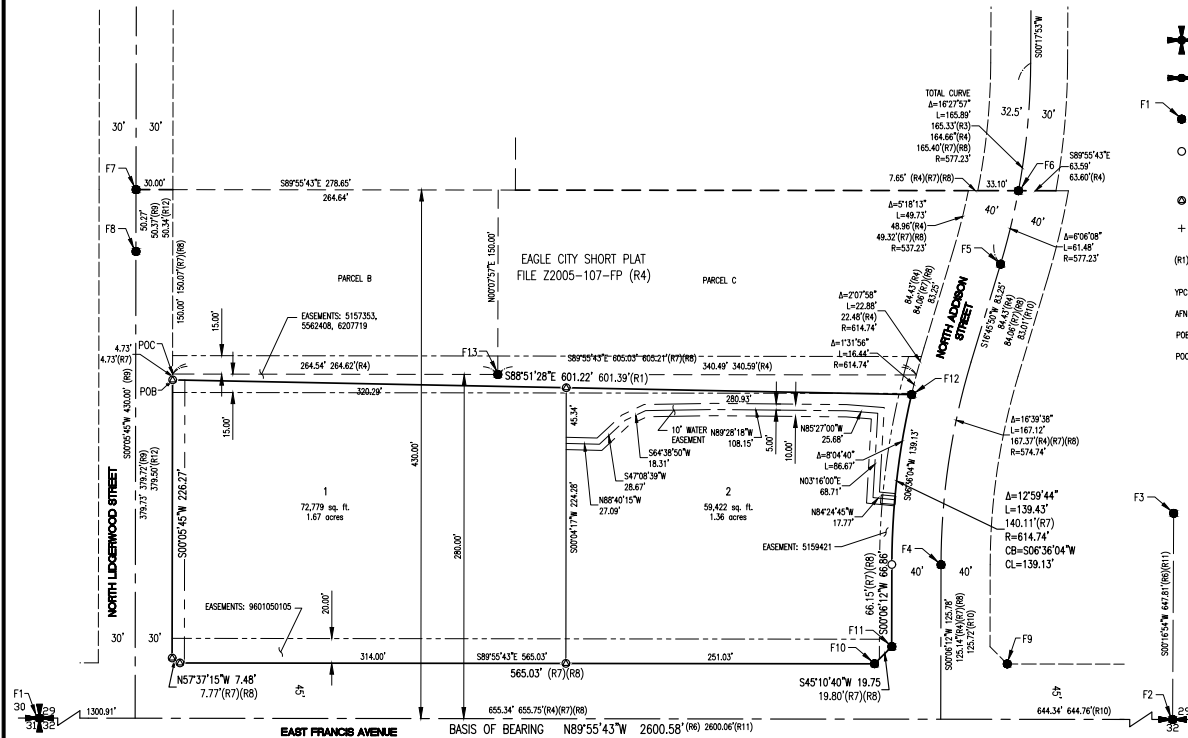 S00°17'53"W
TOTAL CURVE
Δ=16°27'57"
L=165.89'
165.33'(R3)
164.66"(R4)
165.40'(R7)(R8)
R=577.23'
32.5'
30'
F1
30'
30'
F7
30.00'
S89°55'43"E 278.65'
264.64'
7.65' (R4)(R7)(R8)
33.10'
F6
S89°55'43"E
63.59'
63.60'(R4)
50.27'
50.37'(R9)
50.34'(R12)
F8
150.00' 150.07'(R7)(R8)
N00°07'57"E 150.00'
EAGLE CITY SHORT PLAT
FILE Z2005-107-FP (R4)
PARCEL B
PARCEL C
Δ=5°18'13"
L=49.73'
48.96'(R4)
49.32'(R7)(R8)
R=537.23'
40'
40'
F5
Δ=6°06'08"
L=61.48'
R=577.23'
(R1)
YPC
AFN
POB
POC
84.43'(R4)
84.06'(R7)(R8)
83.25'
NORTH ADDISON
STREET
S16°45'50"W 83.25'
84.43'(R4)
84.06'(R7)(R8)
83.01'(R10)
Δ=2°07'58"
L=22.88'
22.48'(R4)
R=614.74'
Δ=1°31'56"
L=16.44'
R=614.74'
EASEMENTS: 5157353,
5562408, 6207719
15.00'
POC
4.73'
4.73'(R7)
POB
F13
264.54' 264.62'(R4)
S89°55'43"E 605.03' 605.21'(R7)(R8)
340.49' 340.59'(R4)
S88°51'28"E 601.22' 601.39'(R1)
320.29'
280.93'
F12
15.00'
S00°05'45"W 430.00' (R9)
379.73' 379.72'(R9)
379.50'(R12)
430.00'
45.34'
10' WATER
EASEMENT
N89°28'18"W
108.15'
5.00'
10.00'
N85°27'00"W
25.68'
S64°38'50"W
18.31'
S47°08'39"W
28.67'
N88°40'15"W
27.09'
Δ=8°04'40"
L=86.67'
N03°16'00"E
68.71'
N84°24'45"W
17.77'
S06°36'04"W 139.13'
Δ=16°39'38"
L=167.12'
167.37'(R4)(R7)(R8)
R=574.74'
Δ=12°59'44"
L=139.43'
140.11'(R7)
R=614.74'
CB=S06°36'04"W
CL=139.13'
F3
NORTH LIDGERWOOD STREET
S00°05'45"W 226.27'
1
72,779 sq. ft.
1.67 acres
280.00'
S00°04'17"W 224.28'
2
59,422 sq. ft.
1.36 acres
EASEMENT: 5159421
F4
40'
40'
66.15'(R7)(R8)
S00°06'12"W 66.86'
S00°06'12"W 125.78'
125.14'(R4)(R7)(R8)
125.72'(R10)
S00°16'54"W 647.81'(R6)(R11)
EASEMENTS: 9601050105
20.00'
30'
30'
F11
F10
F9
314.00'
S89°55'43"E 565.03'
251.03'
565.03' (R7)(R8)
N57°37'15"W 7.48'
7.77'(R7)(R8)
S45°10'40"W 19.75
19.80'(R7)(R8)
45'
45'
F1
30
29
31
32
1300.91'
655.34' 655.75'(R4)(R7)(R8)
644.34' 644.76'(R10)
F2
29
32
EAST FRANCIS AVENUE
BASIS OF BEARING N89°55'43"W 2600.58' (R6) 2600.06'(R11)